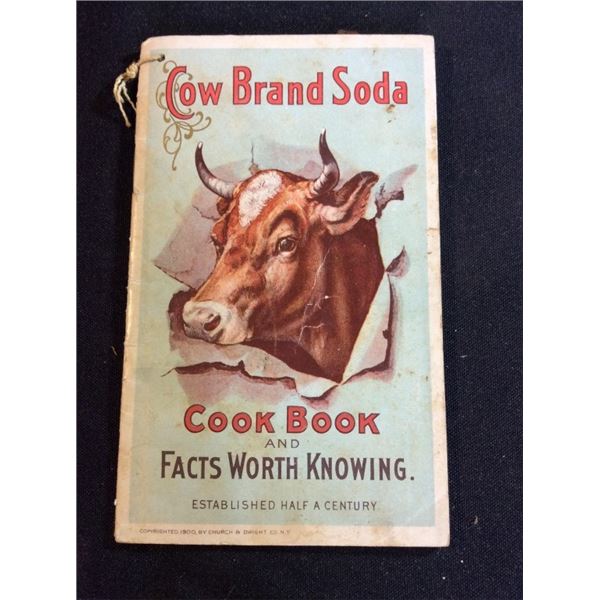 Cow Brand Soda
COOK BOOK
AND
FACTS WORTH KNOWING.
ESTABLISHED HALF A CENTURY
COPYRIGHTED 1900, BY CHURCH & DWIGHT CO. N.Y.